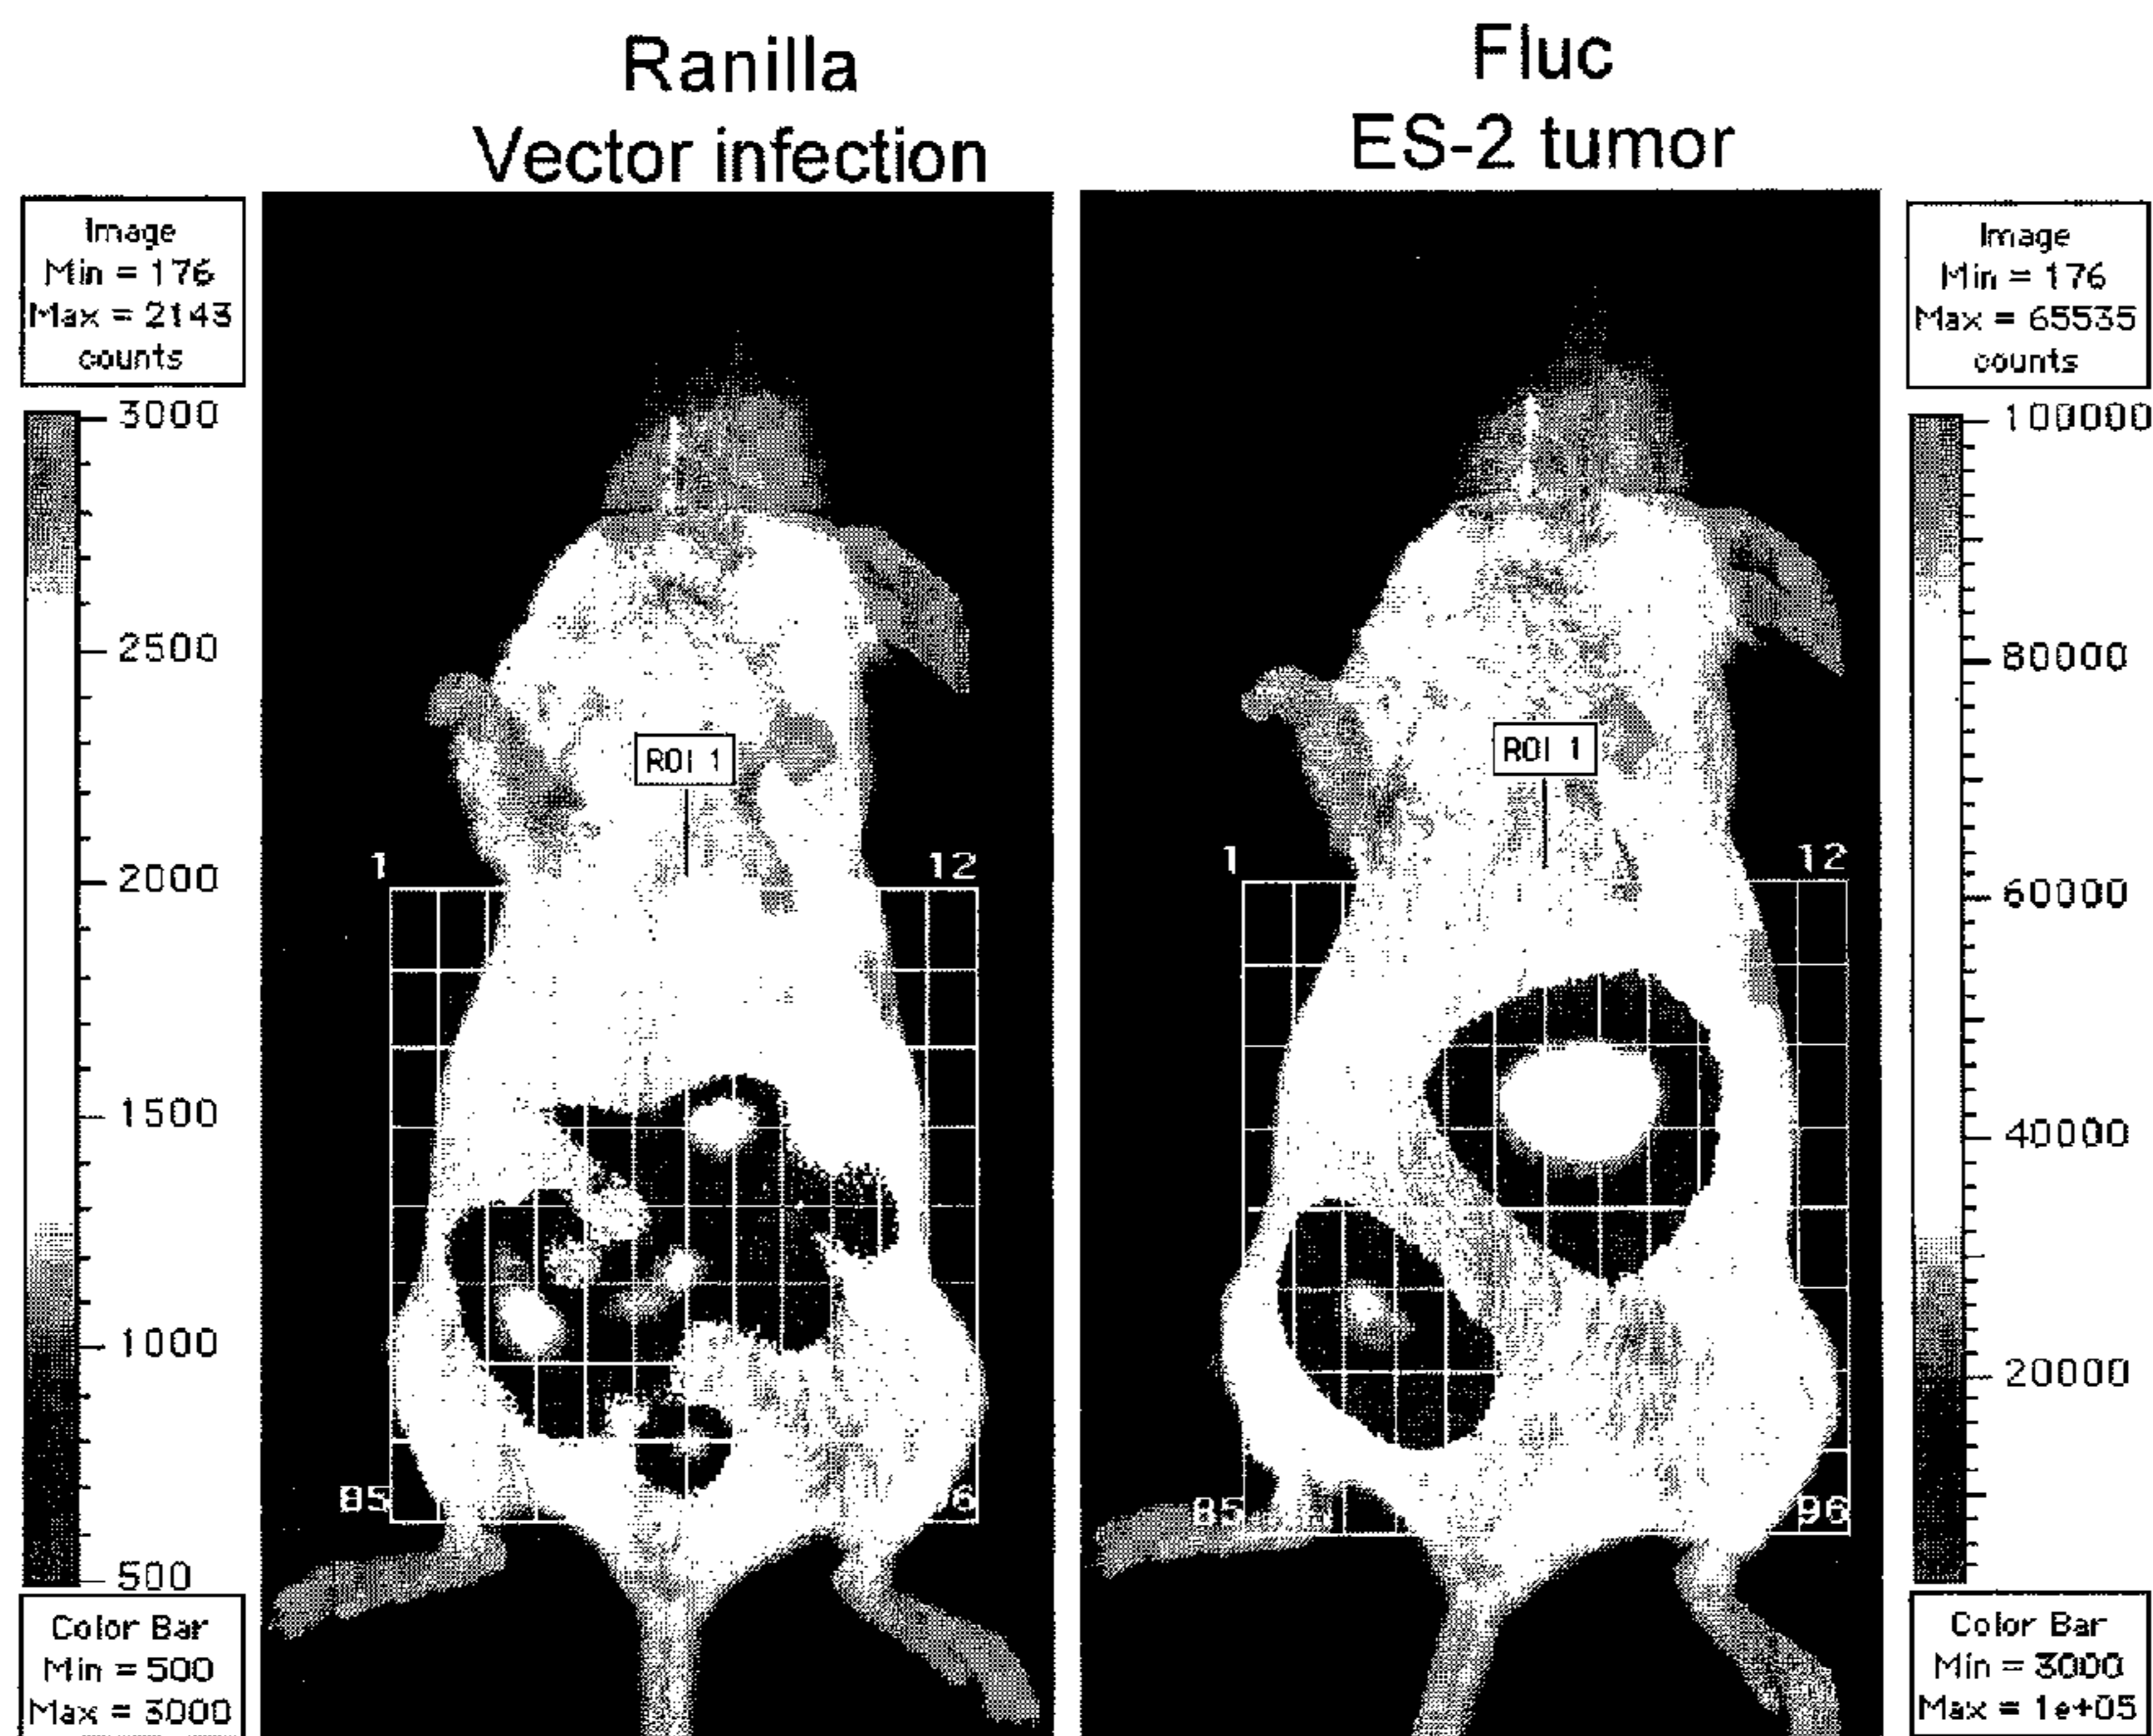 Ranilla
Vector infection
Fluc
ES-2 tumor
Image
Min = 176
Max = 2143
counts
3000
2500
2000
1500
1000
500
Color Bar
Min = 500
Max = 3000
ROI 1
1
12
85
6
ROI 1
1
12
85
96
Image
Min = 176
Max = 65535
counts
100000
80000
60000
40000
20000
Color Bar
Min = 3000
Max = 1e+05